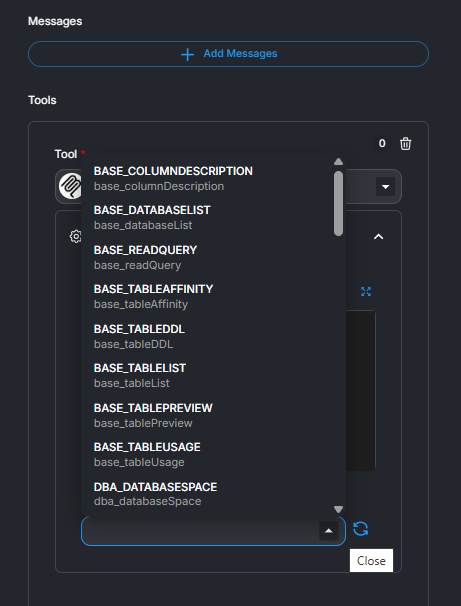 Messages
Add Messages
Tools
0
Tool *
BASE_COLUMNDESCRIPTION
base_columnDescription
BASE_DATABASELIST
base_databaseList
BASE_READQUERY
base_readQuery
BASE_TABLEAFFINITY
base_tableAffinity
BASE_TABLEDDL
base_tableDDL
BASE_TABLELIST
base_tableList
BASE_TABLEPREVIEW
base_tablePreview
BASE_TABLEUSAGE
base_tableUsage
DBA_DATABASESPACE
dba_databaseSpace
Close